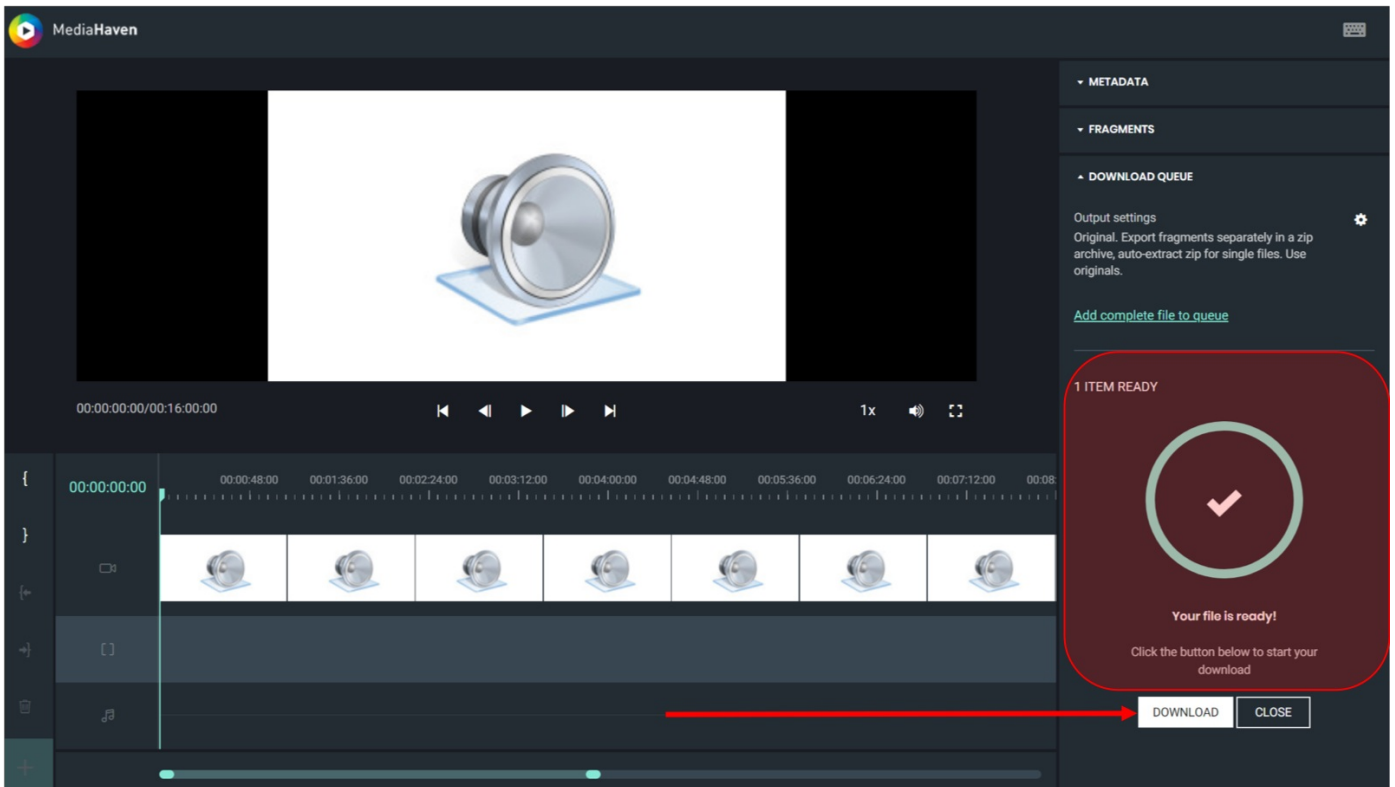 MediaHaven
METADATA
FRAGMENTS
DOWNLOAD QUEUE
Output settings
Original. Export fragments separately in a zip
archive, auto-extract zip for single files. Use
originals.
Add complete file to queue
1 ITEM READY
Your file is ready!
Click the button below to start your
download
DOWNLOAD CLOSE
00:00:00:00/00:16:00:00
1x
00:00:00:00
00:00:48:00 00:01:36:00 00:02:24:00 00:03:12:00 00:04:00:00 00:04:48:00 00:05:36:00 00:06:24:00 00:07:12:00 00:08: